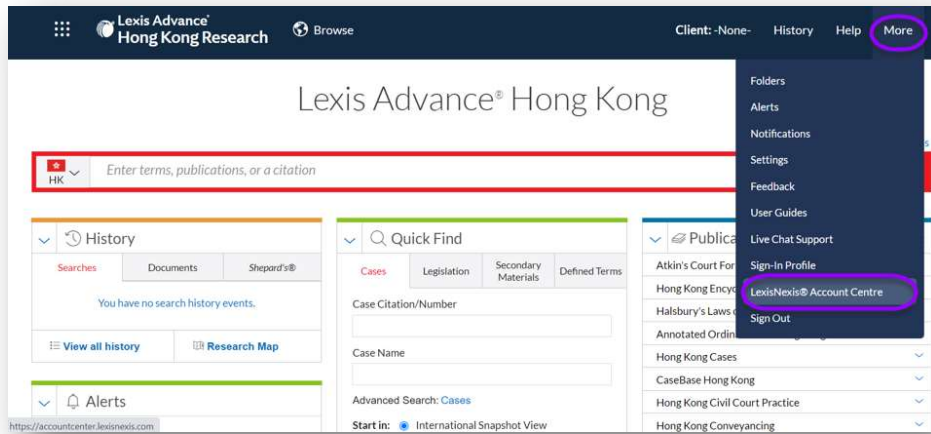 Lexis Advance®
Hong Kong Research
Browse
Client: -None-
History
Help
More
Lexis Advance® Hong Kong
HK
Enter terms, publications, or a citation
Folders
Alerts
Notifications
Settings
Feedback
User Guides
Live Chat Support
Sign-In Profile
LexisNexis® Account Centre
Sign Out
History
Searches
Documents
Shepard's®
You have no search history events.
View all history
Research Map
Alerts
Quick Find
Cases
Legislation
Secondary
Materials
Defined Terms
Case Citation/Number
Case Name
Advanced Search: Cases
Start in: International Snapshot View
Publica
Atkin's Court For
Hong Kong Encyc
Halsbury's Laws
Annotated Ordin
Hong Kong Cases
CaseBase Hong Kong
Hong Kong Civil Court Practice
Hong Kong Conveyancing
https://accountcenter.lexisnexis.com